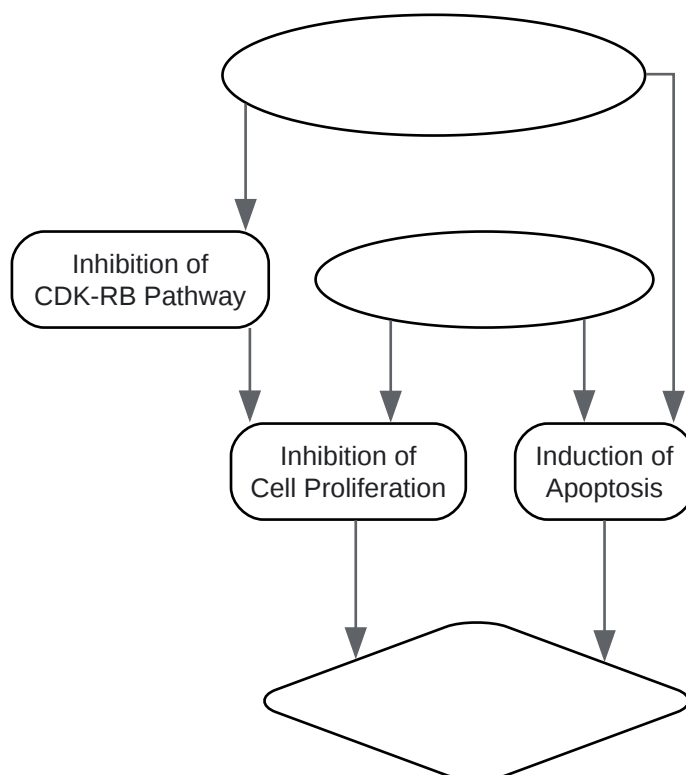 Inhibition of
CDK-RB Pathway
Inhibition of
Cell Proliferation
Induction of
Apoptosis